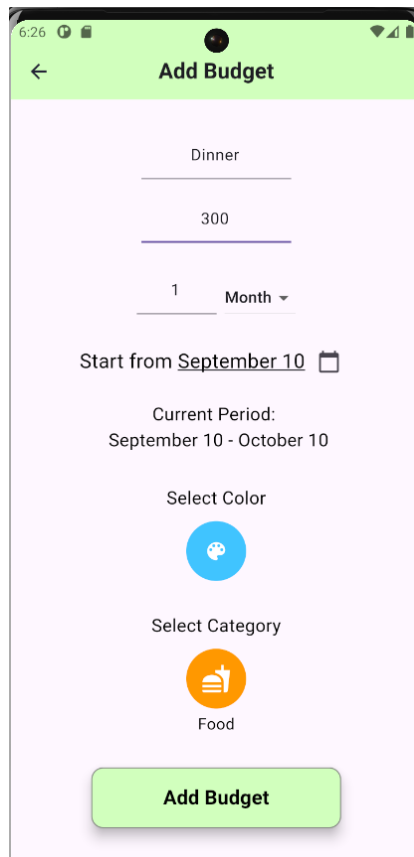 6:26
Add Budget
Dinner
300
1 Month
Start from September 10
Current Period:
September 10 - October 10
Select Color
Select Category
Food
Add Budget